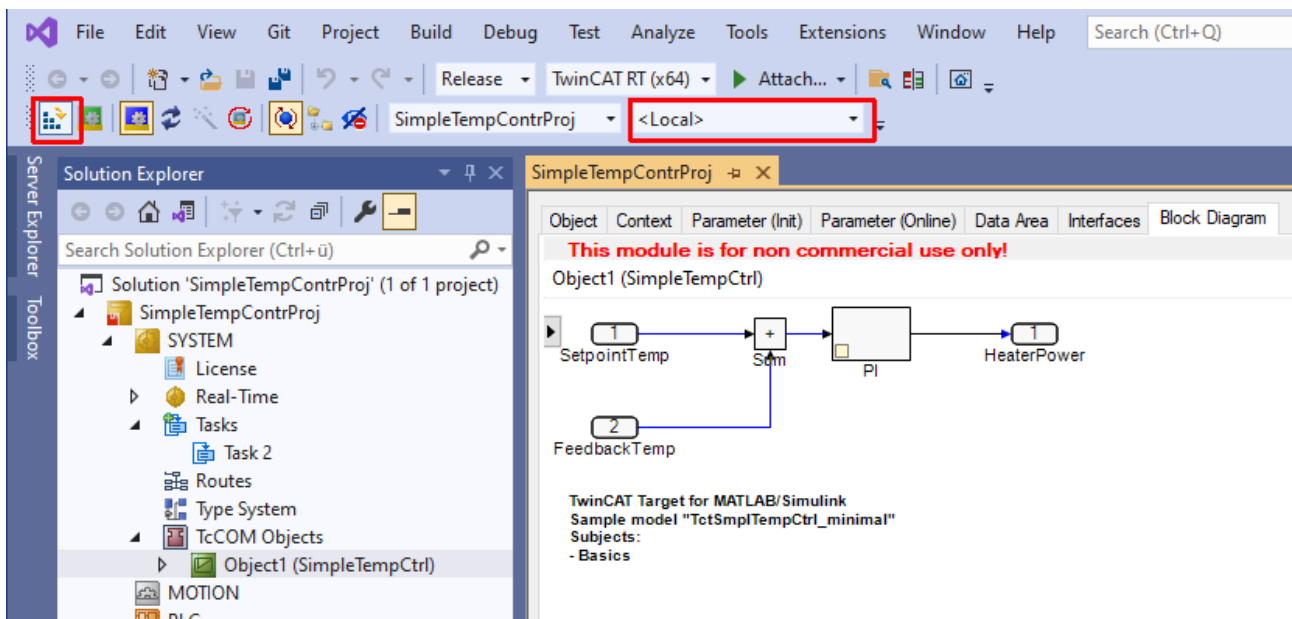 File Edit View Git Project Build Debug Test Analyze Tools Extensions Window Help Search (Ctrl+Q)
Release TwinCAT RT (x64) Attach...
SimpleTempContrProj <Local>
Server Explorer
Toolbox
Solution Explorer
Search Solution Explorer (Ctrl+ü)
Solution 'SimpleTempContrProj' (1 of 1 project)
SimpleTempContrProj
SYSTEM
License
Real-Time
Tasks
Task 2
Routes
Type System
TcCOM Objects
Object1 (SimpleTempCtrl)
MOTION
PLC
SimpleTempContrProj
Object Context Parameter (Init) Parameter (Online) Data Area Interfaces Block Diagram
This module is for non commercial use only!
Object1 (SimpleTempCtrl)
1 + 1
SetpointTemp Sum PI HeaterPower
2
FeedbackTemp
TwinCAT Target for MATLAB/Simulink
Sample model "TctSmplTempCtrl_minimal"
Subjects:
- Basics